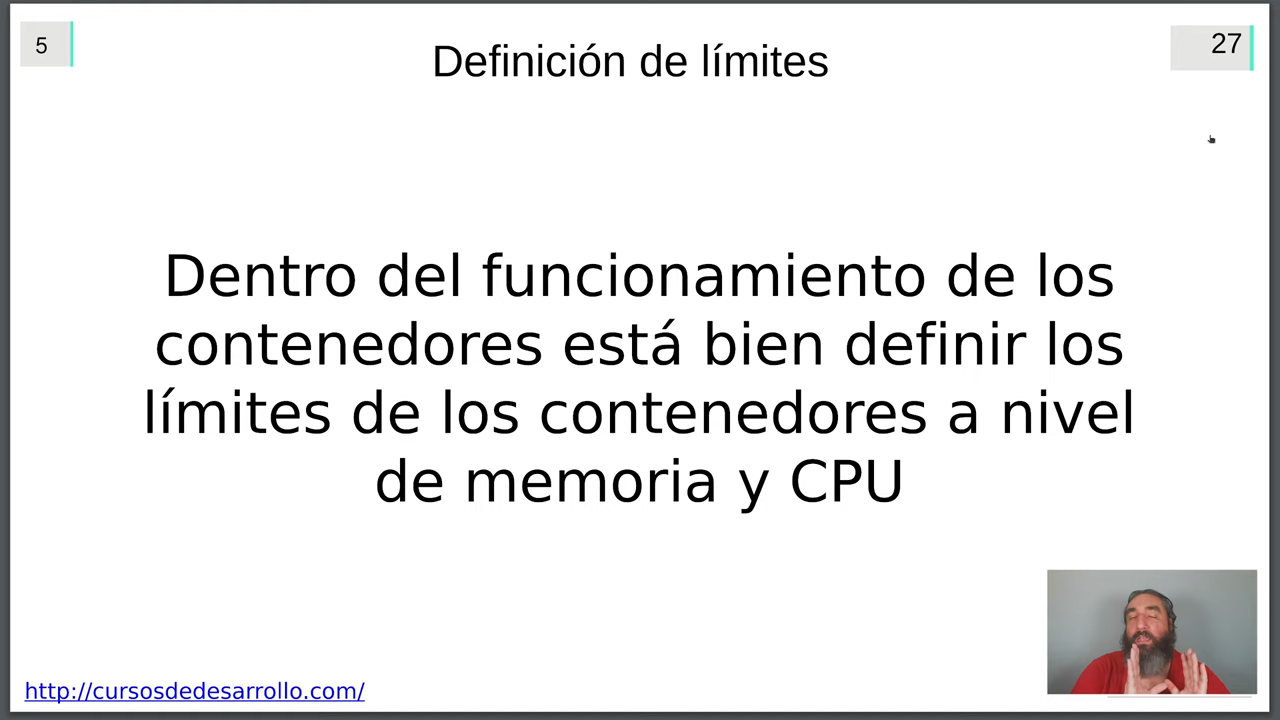 5
Definición de límites
27
Dentro del funcionamiento de los
contenedores está bien definir los
límites de los contenedores a nivel
de memoria y CPU
http://cursosdedesarrollo.com/